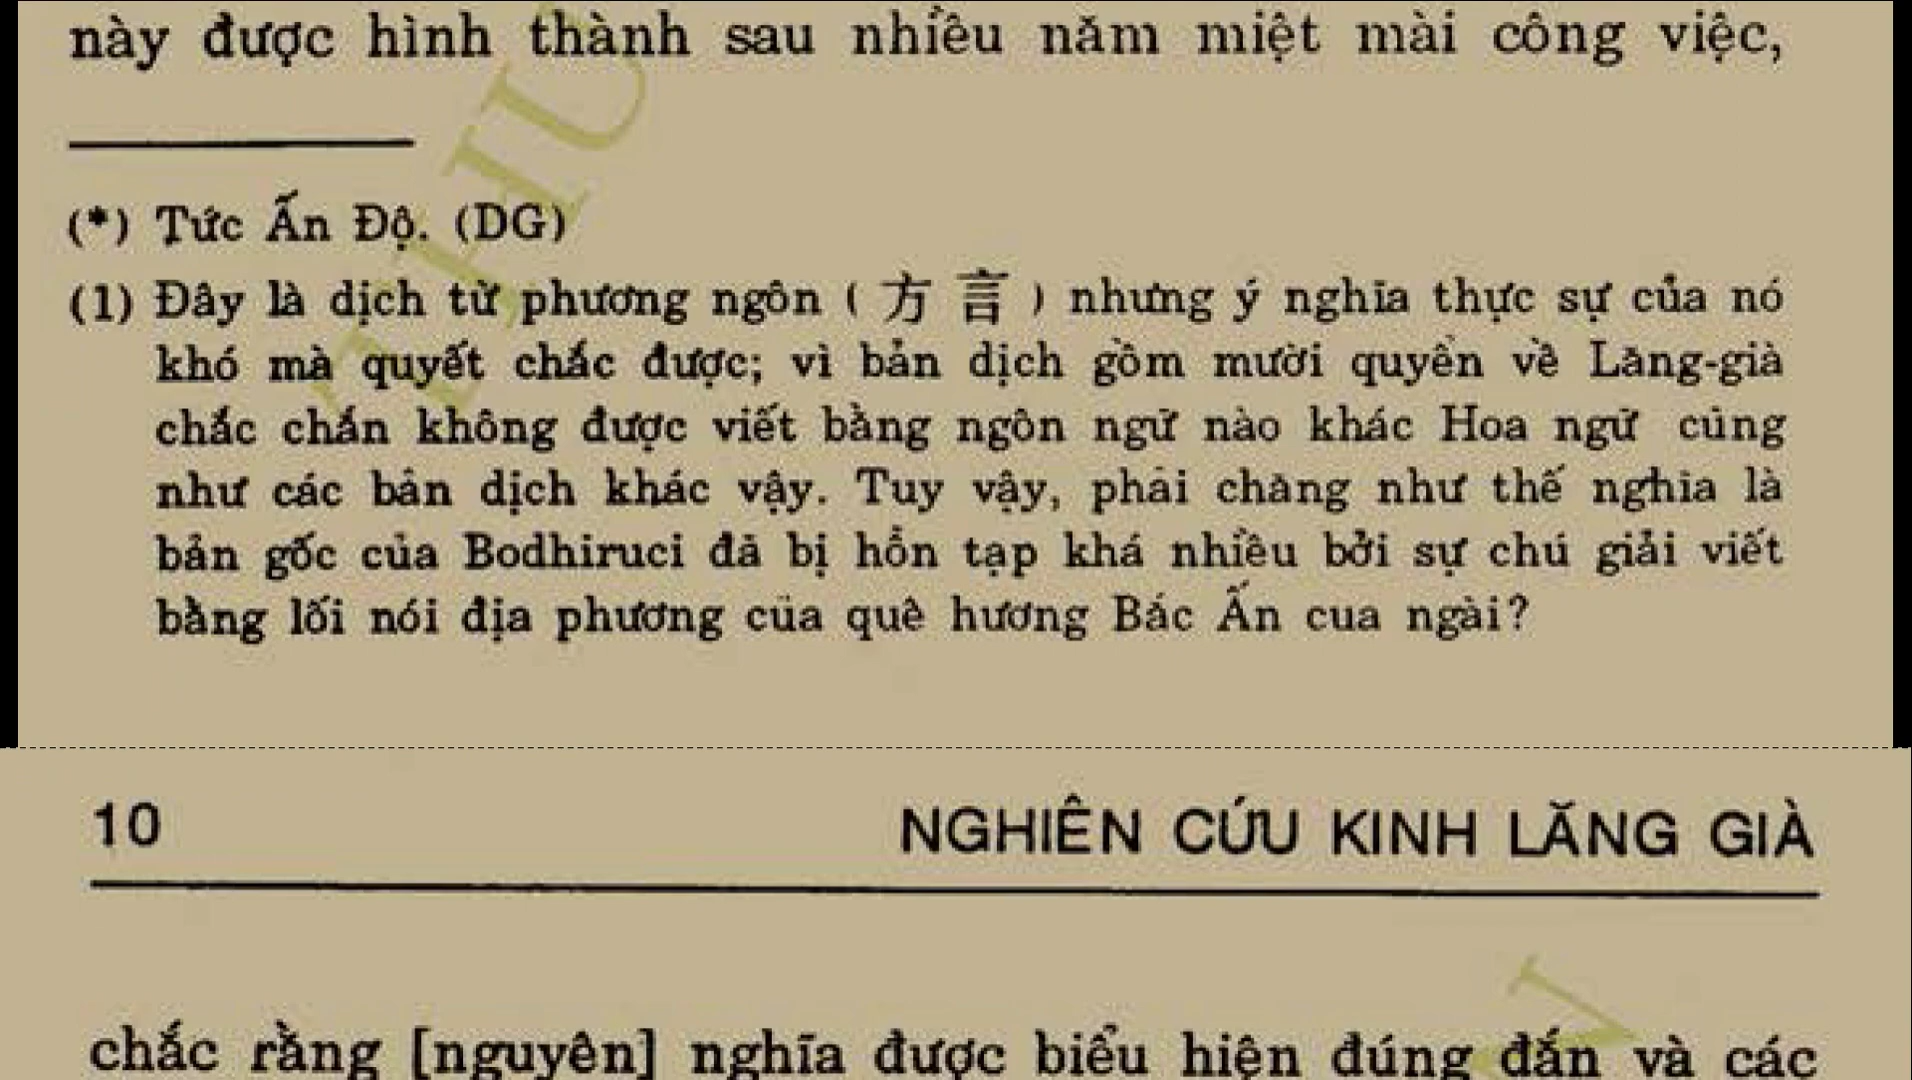 này được hình thành sau nhiều năm miệt mài công việc,
(*) Tức Ấn Độ. (DG)
(1) Đây là dịch từ phương ngôn ( 方 言 ) nhưng ý nghĩa thực sự của nó
khó mà quyết chắc được; vì bản dịch gồm mười quyển về Lăng-già
chắc chắn không được viết bằng ngôn ngữ nào khác Hoa ngữ cũng
như các bản dịch khác vậy. Tuy vậy, phải chăng như thế nghĩa là
bản gốc của Bodhiruci đã bị hỗn tạp khá nhiều bởi sự chú giải viết
bằng lối nói địa phương của quê hương Bắc Ấn của ngài?
10 NGHIÊN CỨU KINH LĂNG GIÀ
chắc rằng [nguyên] nghĩa được biểu hiện đúng đắn và các